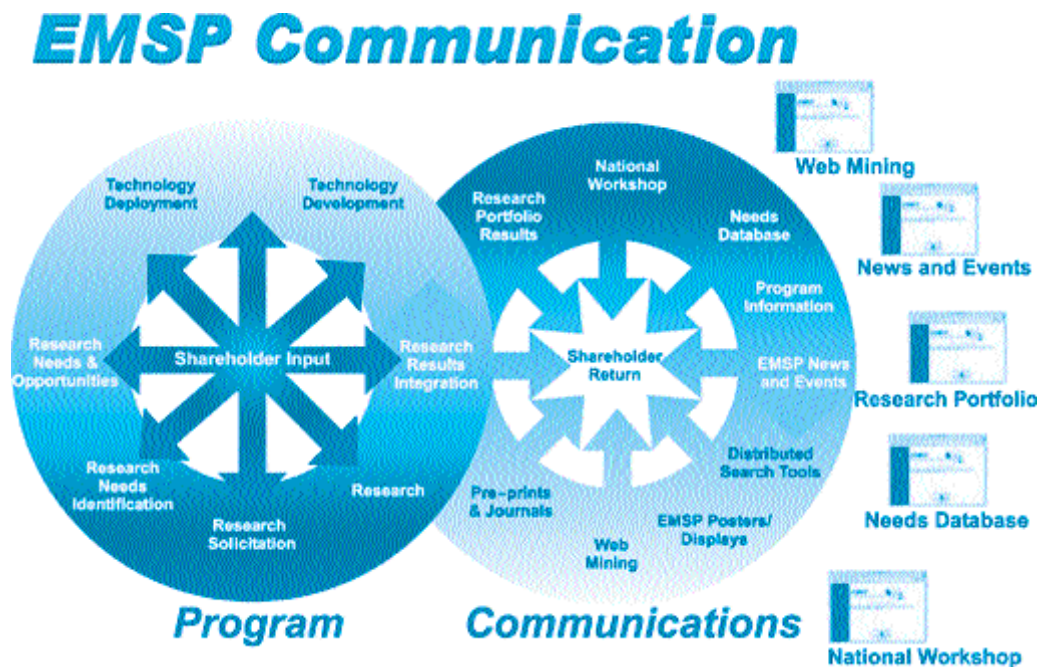 EMSP Communication
Technology
Deployment
Technology
Development
Research
Needs &
Opportunities
Shareholder Input
Research
Results
Integration
Research
Needs
Identification
Research
Solicitation
Research
Program
National
Workshop
Research
Portfolio
Results
Needs
Database
Program
Information
Shareholder
Return
EMSP News
and Events
Distributed
Search Tools
Pre-prints
& Journals
EMSP Posters/
Displays
Web
Mining
Communications
Web Mining
News and Events
Research Portfolio
Needs Database
National Workshop